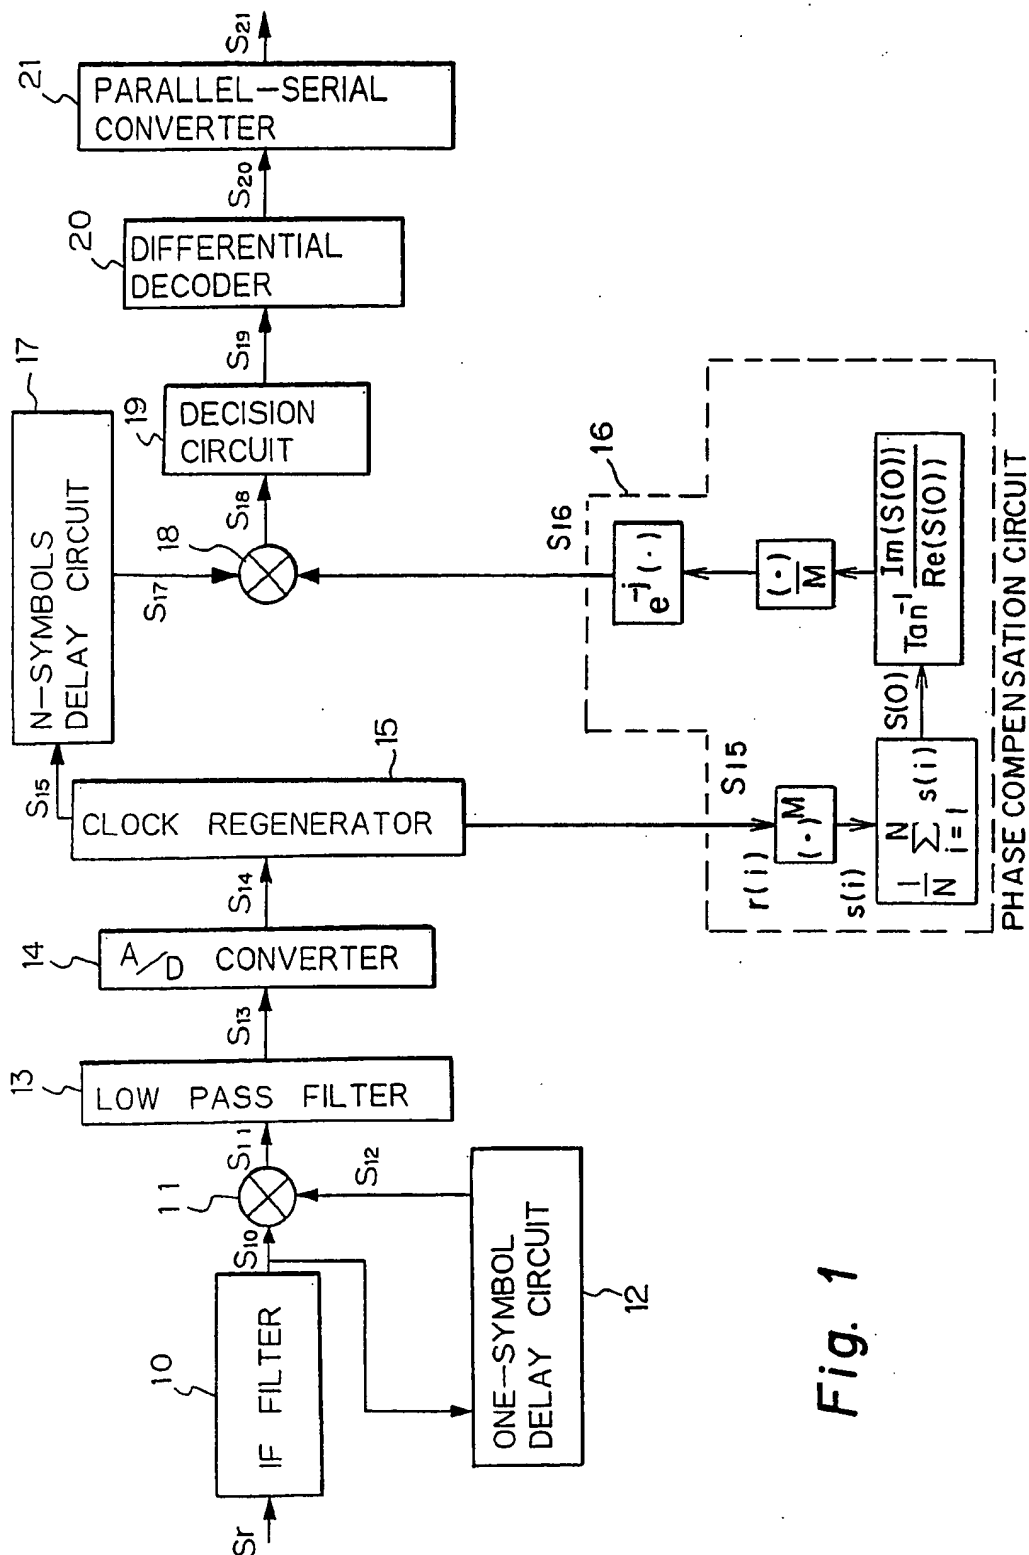 Sr
10
IF FILTER
S10
11
S11
S12
ONE-SYMBOL
DELAY CIRCUIT
12
13
LOW PASS FILTER
S13
14
A/D CONVERTER
S14
15
CLOCK REGENERATOR
S15
17
N-SYMBOLS
DELAY CIRCUIT
S17
18
S18
19
DECISION
CIRCUIT
S19
20
DIFFERENTIAL
DECODER
S20
21
PARALLEL-SERIAL
CONVERTER
S21
S15
r(i)
(·)^M
s(i)
1/N Σ i=1 N s(i)
S(0)
Tan^-1 Im(S(0))/Re(S(0))
(·)/M
e^-j(·)
S16
16
PHASE COMPENSATION CIRCUIT
Fig. 1